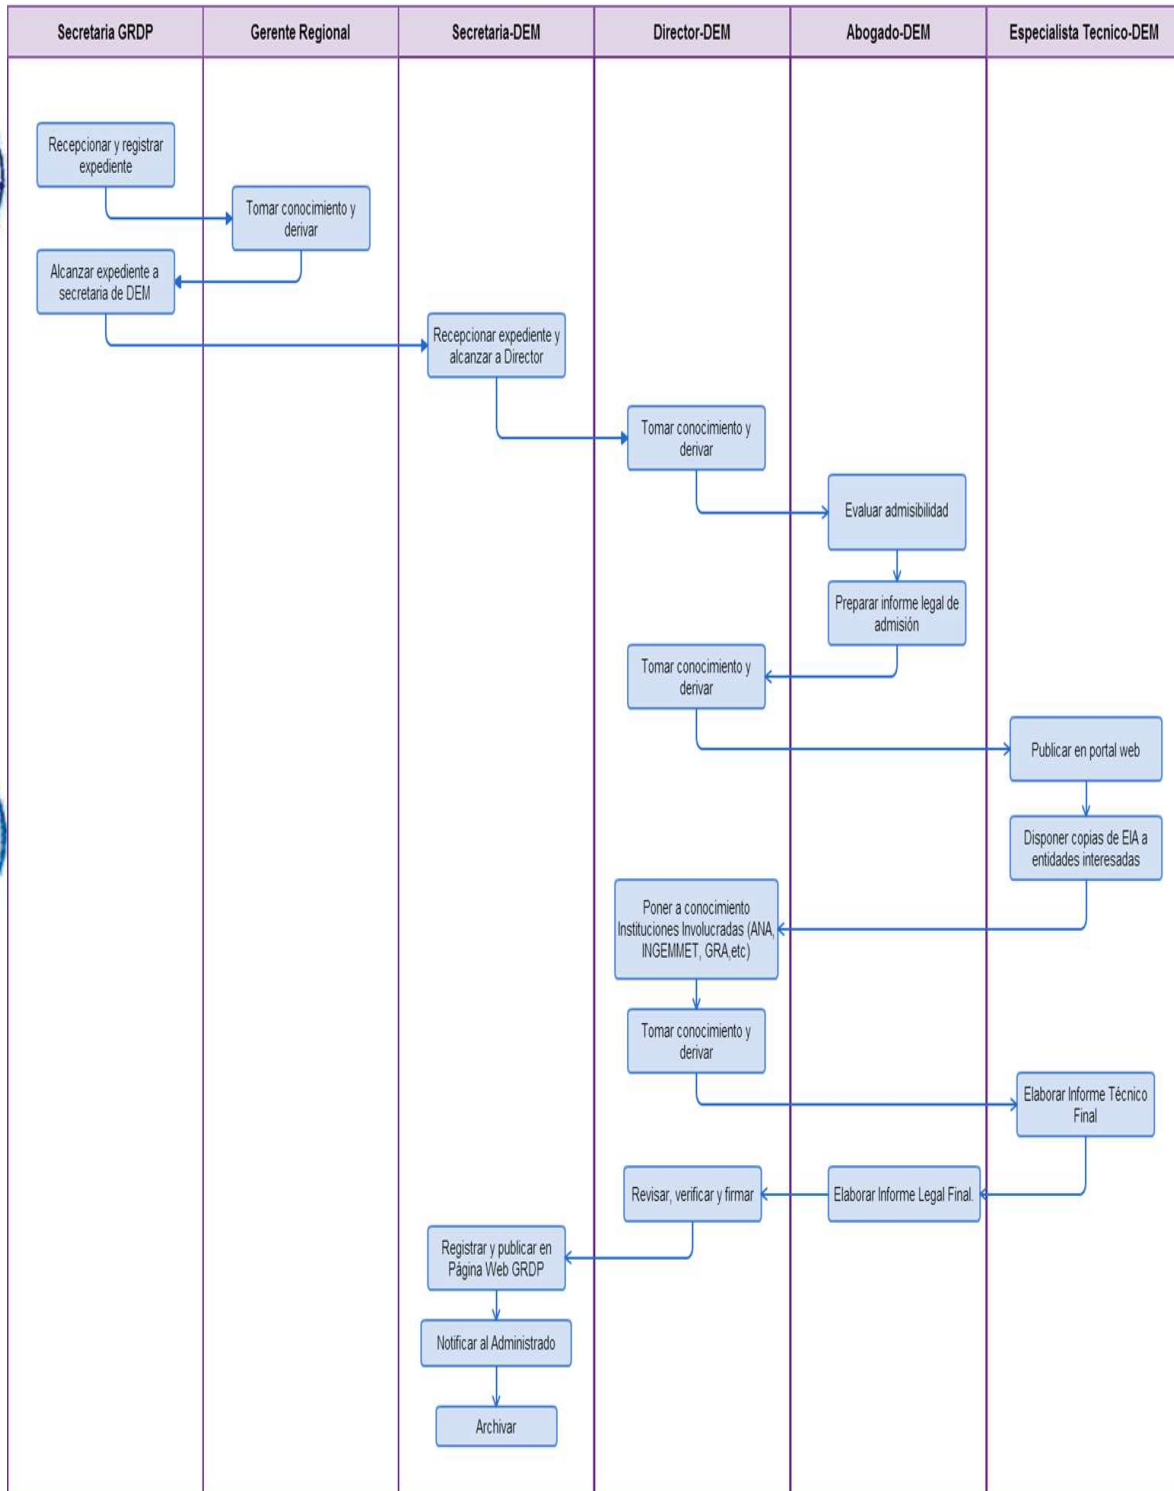 Secretaria GRDP
Gerente Regional
Secretaria-DEM
Director-DEM
Abogado-DEM
Especialista Tecnico-DEM
Recepcionar y registrar
expediente
Tomar conocimiento y
derivar
Alcanzar expediente a
secretaria de DEM
Recepcionar expediente y
alcanzar a Director
Tomar conocimiento y
derivar
Evaluar admisibilidad
Preparar informe legal de
admisión
Tomar conocimiento y
derivar
Publicar en portal web
Disponer copias de EIA a
entidades interesadas
Poner a conocimiento
Instituciones Involucradas (ANA,
INGEMMET, GRA,etc)
Tomar conocimiento y
derivar
Elaborar Informe Técnico
Final
Elaborar Informe Legal Final.
Revisar, verificar y firmar
Registrar y publicar en
Página Web GRDP
Notificar al Administrado
Archivar